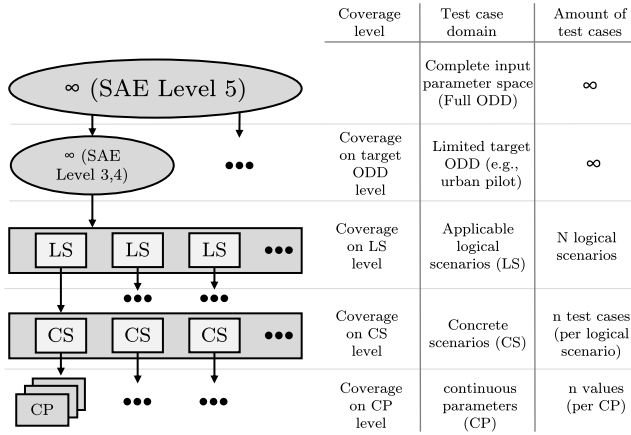 Coverage
level
Test case
domain
Amount of
test cases
∞ (SAE Level 5)
Complete input
parameter space
(Full ODD)
∞
∞ (SAE
Level 3,4)
Coverage
on target
ODD
level
Limited target
ODD (e.g.,
urban pilot)
∞
LS
LS
LS
Coverage
on LS
level
Applicable
logical
scenarios (LS)
N logical
scenarios
CS
CS
CS
Coverage
on CS
level
Concrete
scenarios (CS)
n test cases
(per logical
scenario)
CP
Coverage
on CP
level
continuous
parameters
(CP)
n values
(per CP)